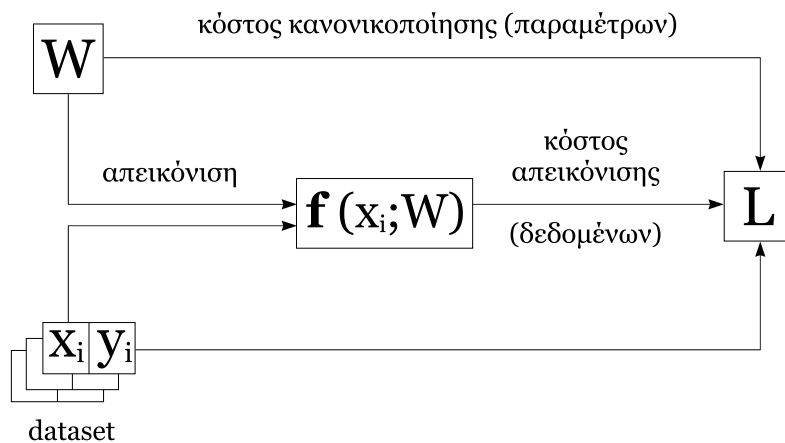 κόστος κανονικοποίησης (παραμέτρων)
W
απεικόνιση
κόστος
απεικόνισης
f (xi;W)
L
(δεδομένων)
xi yi
dataset